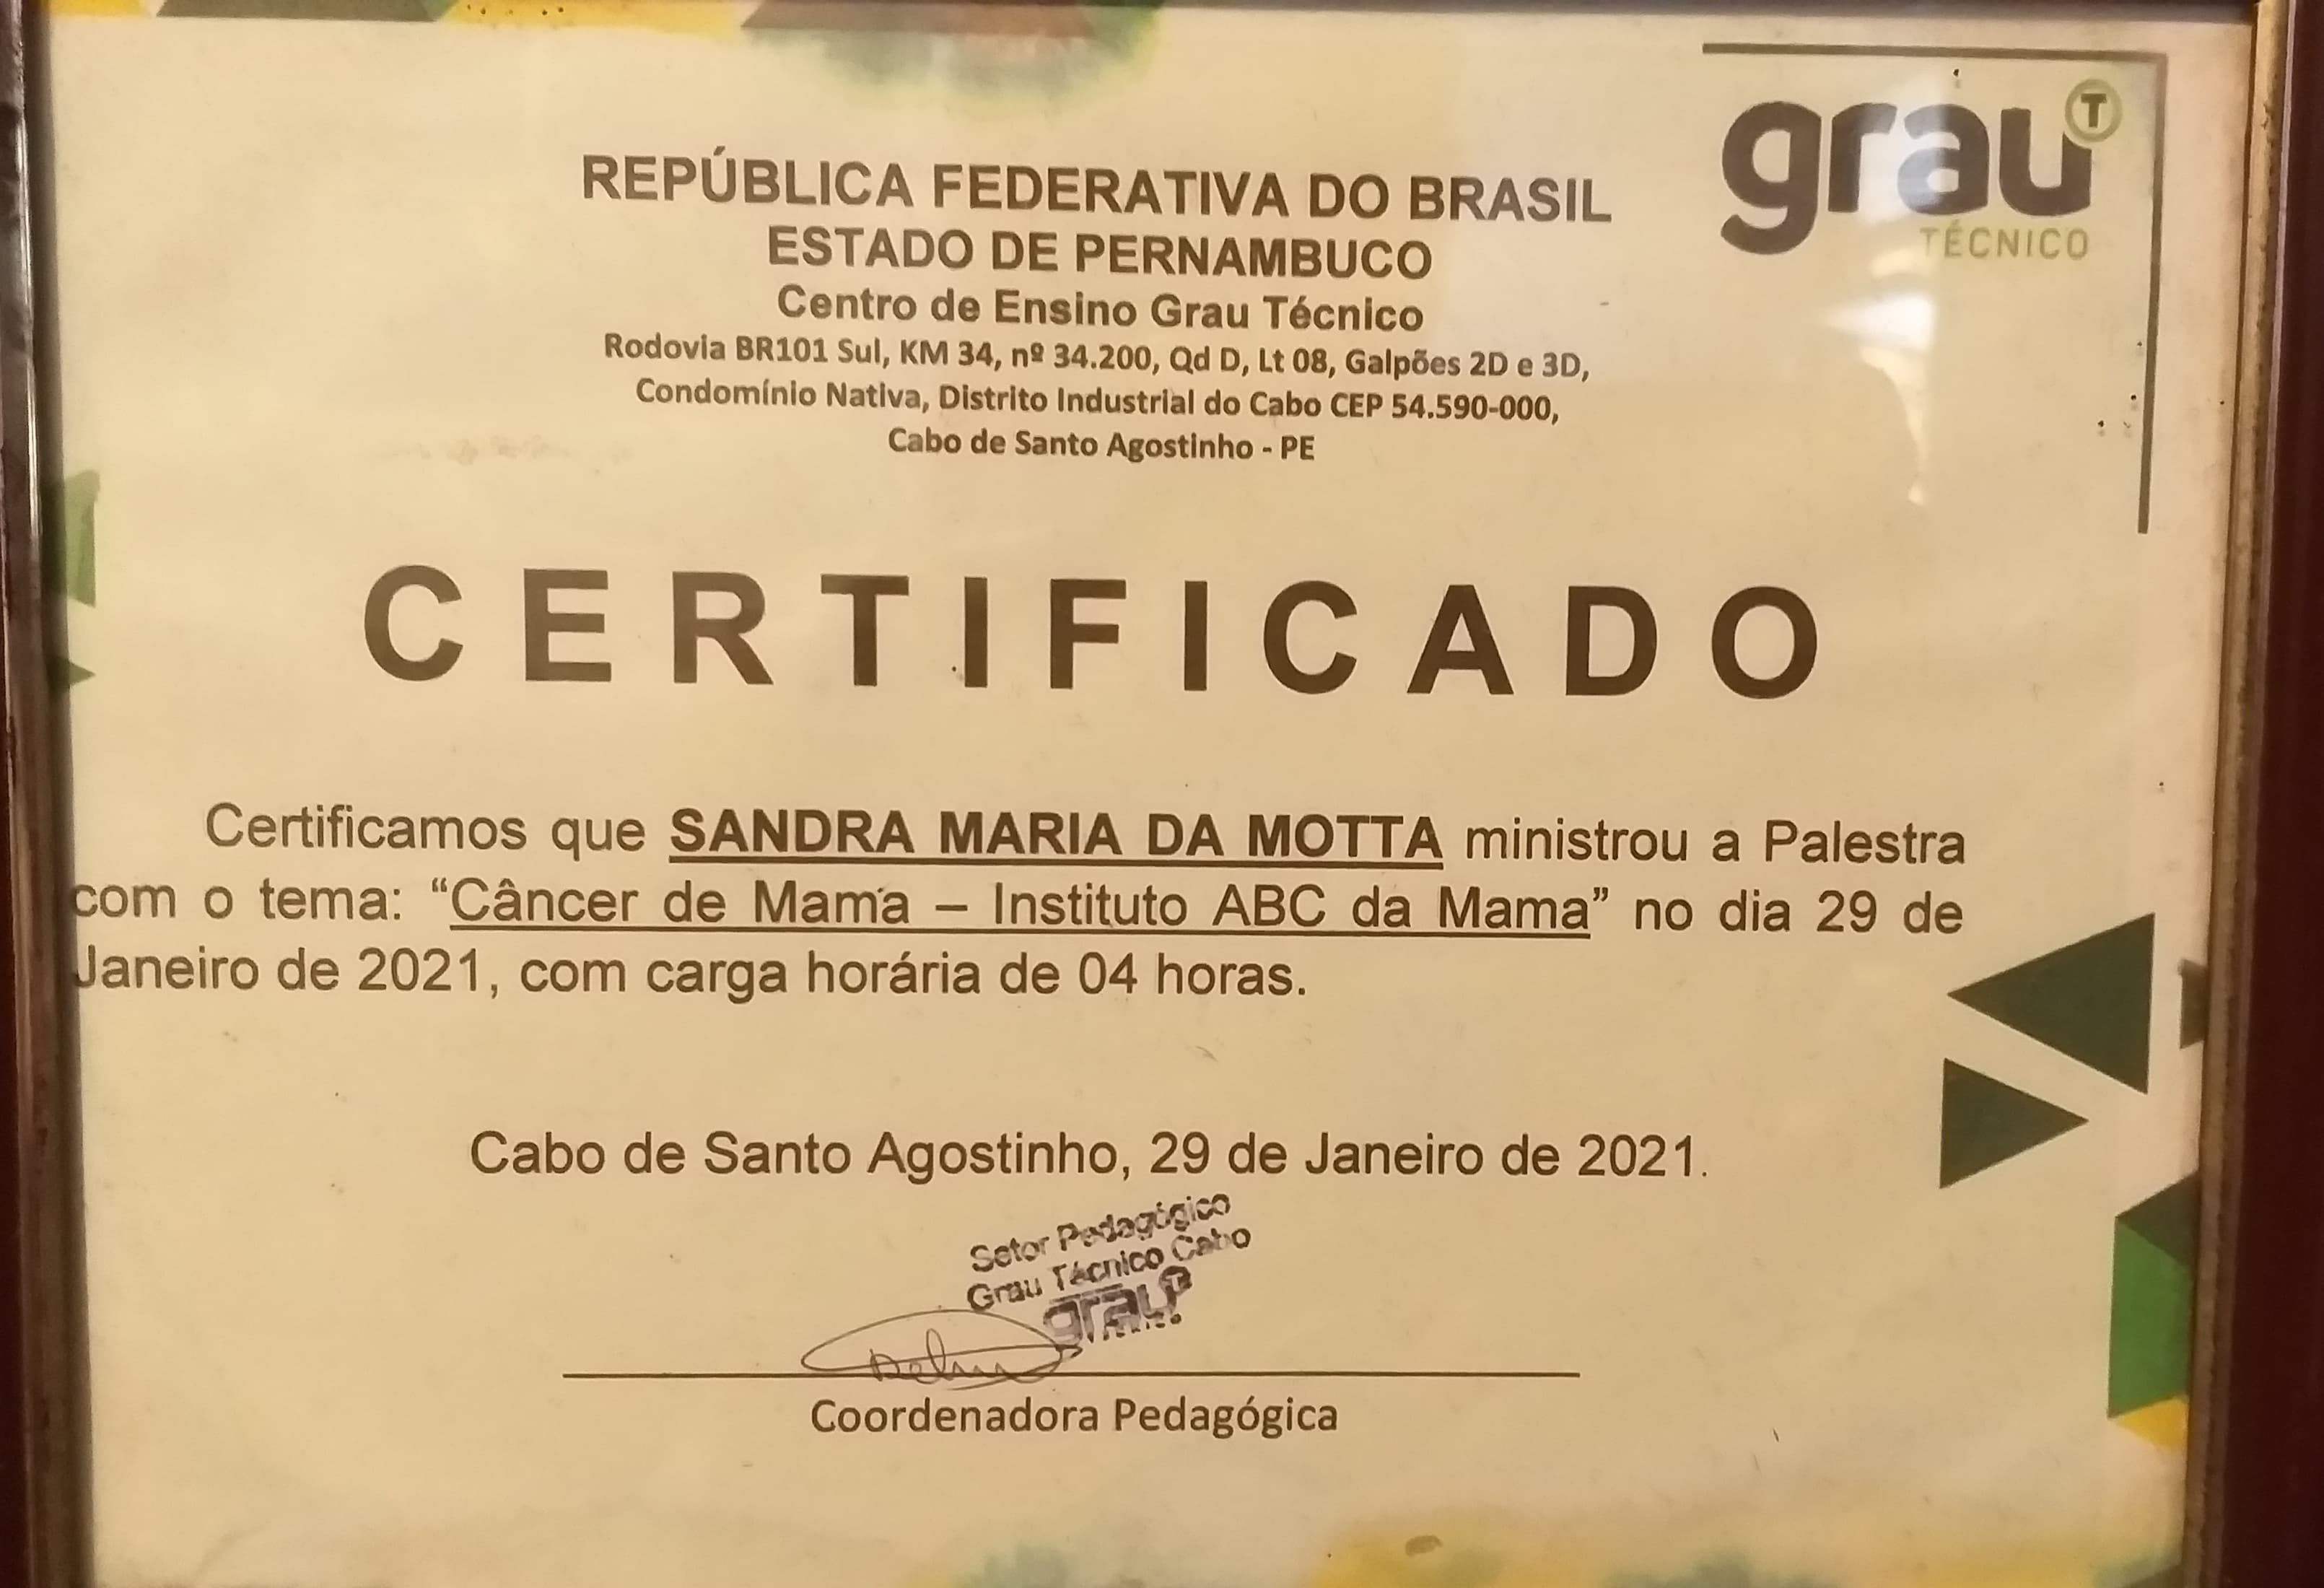 grau T
TÉCNICO
REPÚBLICA FEDERATIVA DO BRASIL
ESTADO DE PERNAMBUCO
Centro de Ensino Grau Técnico
Rodovia BR101 Sul, KM 34, nº 34.200, Qd D, Lt 08, Galpões 2D e 3D,
Condomínio Nativa, Distrito Industrial do Cabo CEP 54.590-000,
Cabo de Santo Agostinho - PE
CERTIFICADO
Certificamos que SANDRA MARIA DA MOTTA ministrou a Palestra
com o tema: “Câncer de Mama – Instituto ABC da Mama” no dia 29 de
Janeiro de 2021, com carga horária de 04 horas.
Cabo de Santo Agostinho, 29 de Janeiro de 2021.
Setor Pedagógico
Grau Técnico Cabo
grau T
Coordenadora Pedagógica